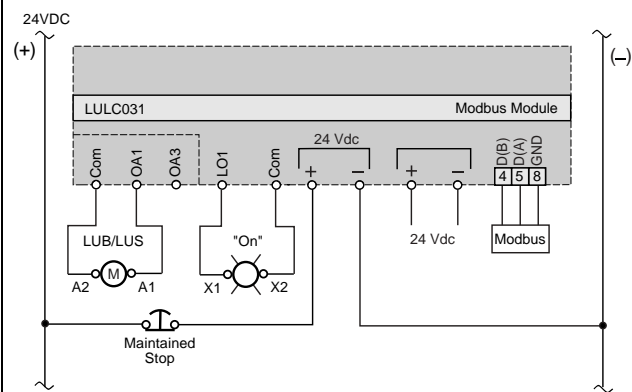 24VDC
(+)
(–)
LULC031 Modbus Module
24 Vdc
Com OA1 OA3 LO1 Com + – + – D(B) D(A) GND
4 5 8
LUB/LUS "On" 24 Vdc Modbus
M
A2 A1 X1 X2
Maintained
Stop